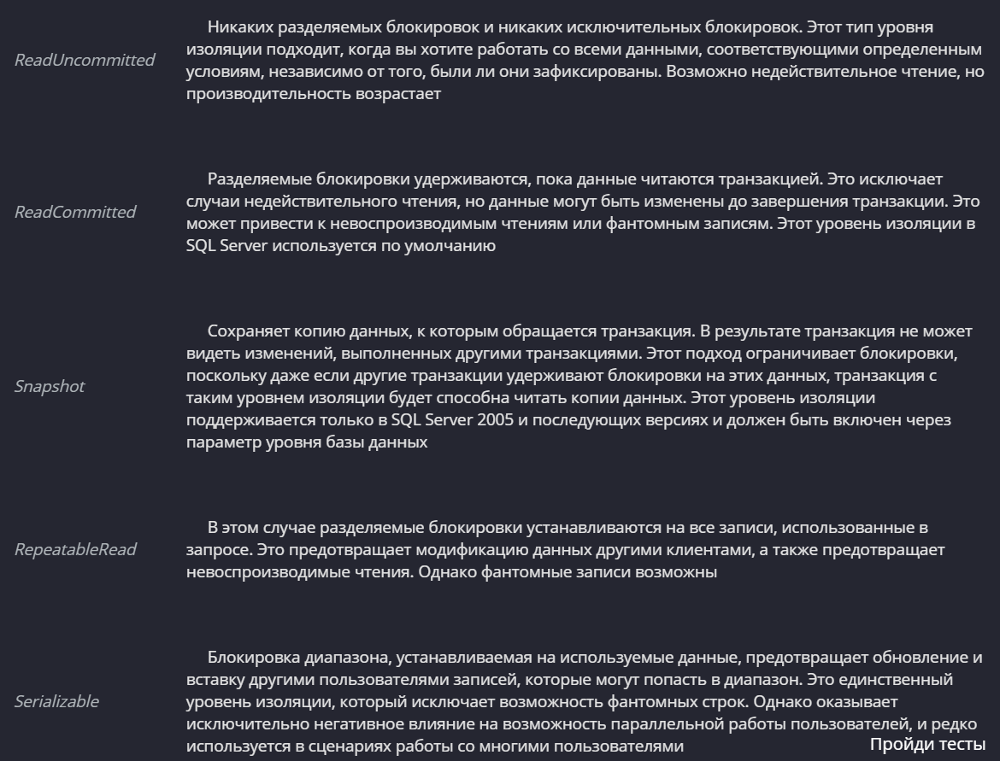 Никаких разделяемых блокировок и никаких исключительных блокировок. Этот тип уровня
ReadUncommitted
изоляции подходит, когда вы хотите работать со всеми данными, соответствующими определенным
условиям, независимо от того, были ли они зафиксированы. Возможно недействительное чтение, но
производительность возрастает
Разделяемые блокировки удерживаются, пока данные читаются транзакцией. Это исключает
ReadCommitted
случаи недействительного чтения, но данные могут быть изменены до завершения транзакции. Это
может привести к невоспроизводимым чтениям или фантомным записям. Этот уровень изоляции в
SQL Server используется по умолчанию
Сохраняет копию данных, к которым обращается транзакция. В результате транзакция не может
видеть изменений, выполненных другими транзакциями. Этот подход ограничивает блокировки,
поскольку даже если другие транзакции удерживают блокировки на этих данных, транзакция с
Snapshot
таким уровнем изоляции будет способна читать копии данных. Этот уровень изоляции
поддерживается только в SQL Server 2005 и последующих версиях и должен быть включен через
параметр уровня базы данных
В этом случае разделяемые блокировки устанавливаются на все записи, использованные в
RepeatableRead
запросе. Это предотвращает модификацию данных другими клиентами, а также предотвращает
невоспроизводимые чтения. Однако фантомные записи возможны
Блокировка диапазона, устанавливаемая на используемые данные, предотвращает обновление и
вставку другими пользователями записей, которые могут попасть в диапазон. Это единственный
Serializable
уровень изоляции, который исключает возможность фантомных строк. Однако оказывает
исключительно негативное влияние на возможность параллельной работы пользователей, и редко
используется в сценариях работы со многими пользователями
Пройди тесты